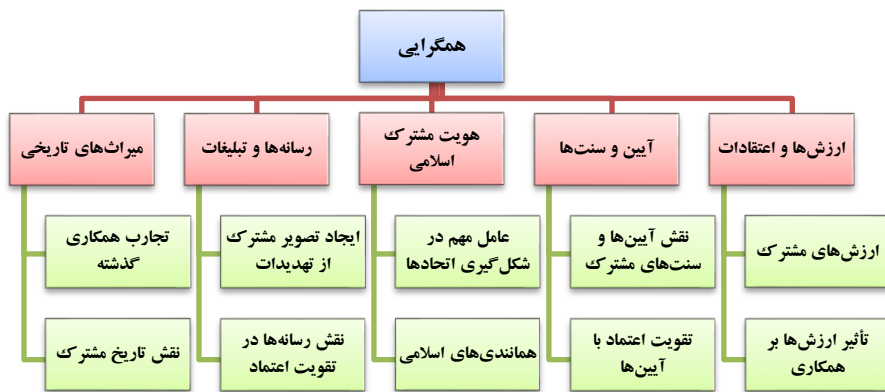 همگرایی
ارزش‌ها و اعتقادات
آیین و سنت‌ها
هویت مشترک
اسلامی
رسانه‌ها و تبلیغات
میراث‌های تاریخی
ارزش‌های مشترک
نقش آیین‌ها و
سنت‌های مشترک
عامل مهم در
شکل‌گیری اتحادها
ایجاد تصویر مشترک
از تهدیدات
تجارب همکاری
گذشته
تأثیر ارزش‌ها بر
همکاری
تقویت اعتماد با
آیین‌ها
همانندی‌های اسلامی
نقش رسانه‌ها در
تقویت اعتماد
نقش تاریخ مشترک